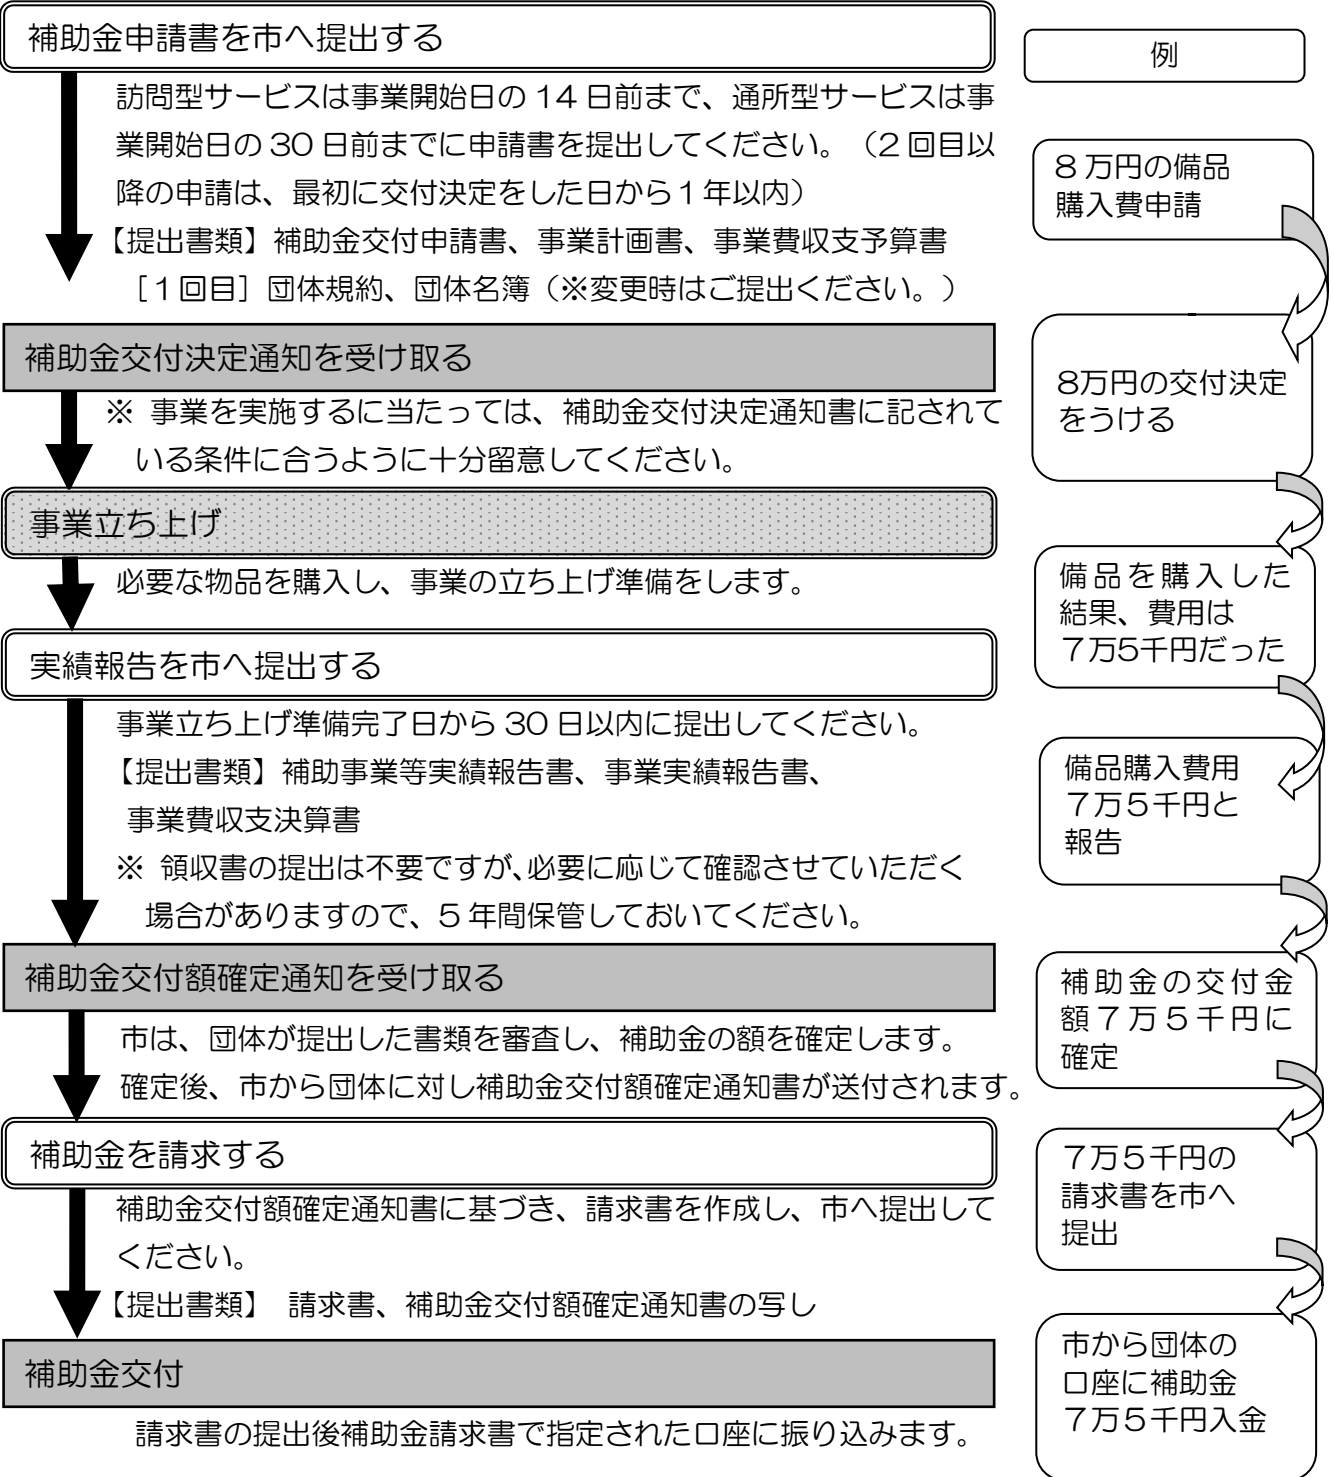 補助金申請書を市へ提出する
訪問型サービスは事業開始日の 14 日前まで、通所型サービスは事
業開始日の 30 日前までに申請書を提出してください。（2 回目以
降の申請は、最初に交付決定をした日から１年以内）
【提出書類】補助金交付申請書、事業計画書、事業費収支予算書
［１回目］団体規約、団体名簿（※変更時はご提出ください。）
補助金交付決定通知を受け取る
※ 事業を実施するに当たっては、補助金交付決定通知書に記されて
いる条件に合うように十分留意してください。
事業立ち上げ
必要な物品を購入し、事業の立ち上げ準備をします。
実績報告を市へ提出する
事業立ち上げ準備完了日から 30 日以内に提出してください。
【提出書類】補助事業等実績報告書、事業実績報告書、
事業費収支決算書
※ 領収書の提出は不要ですが、必要に応じて確認させていただく
場合がありますので、５年間保管しておいてください。
補助金交付額確定通知を受け取る
市は、団体が提出した書類を審査し、補助金の額を確定します。
確定後、市から団体に対し補助金交付額確定通知書が送付されます。
補助金を請求する
補助金交付額確定通知書に基づき、請求書を作成し、市へ提出して
ください。
【提出書類】 請求書、補助金交付額確定通知書の写し
補助金交付
請求書の提出後補助金請求書で指定された口座に振り込みます。
例
８万円の備品
購入費申請
8万円の交付決定
をうける
備品を購入した
結果、費用は
７万5千円だった
備品購入費用
７万５千円と
報告
補助金の交付金
額７万５千円に
確定
７万５千円の
請求書を市へ
提出
市から団体の
口座に補助金
７万５千円入金